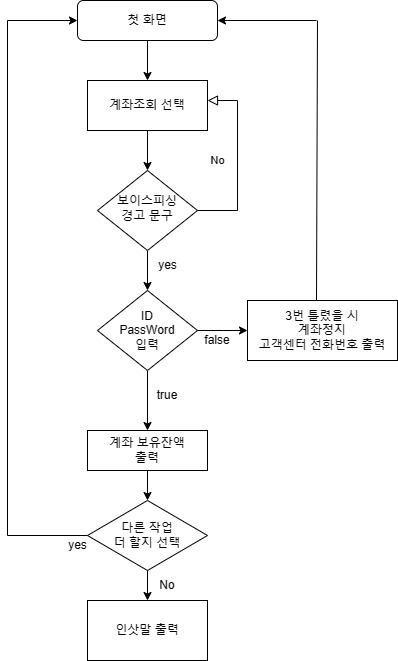 첫 화면
계좌조회 선택
No
보이스피싱
경고 문구
yes
ID
PassWord
입력
false
3번 틀렸을 시
계좌정지
고객센터 전화번호 출력
true
계좌 보유잔액
출력
다른 작업
더 할지 선택
yes
No
인삿말 출력